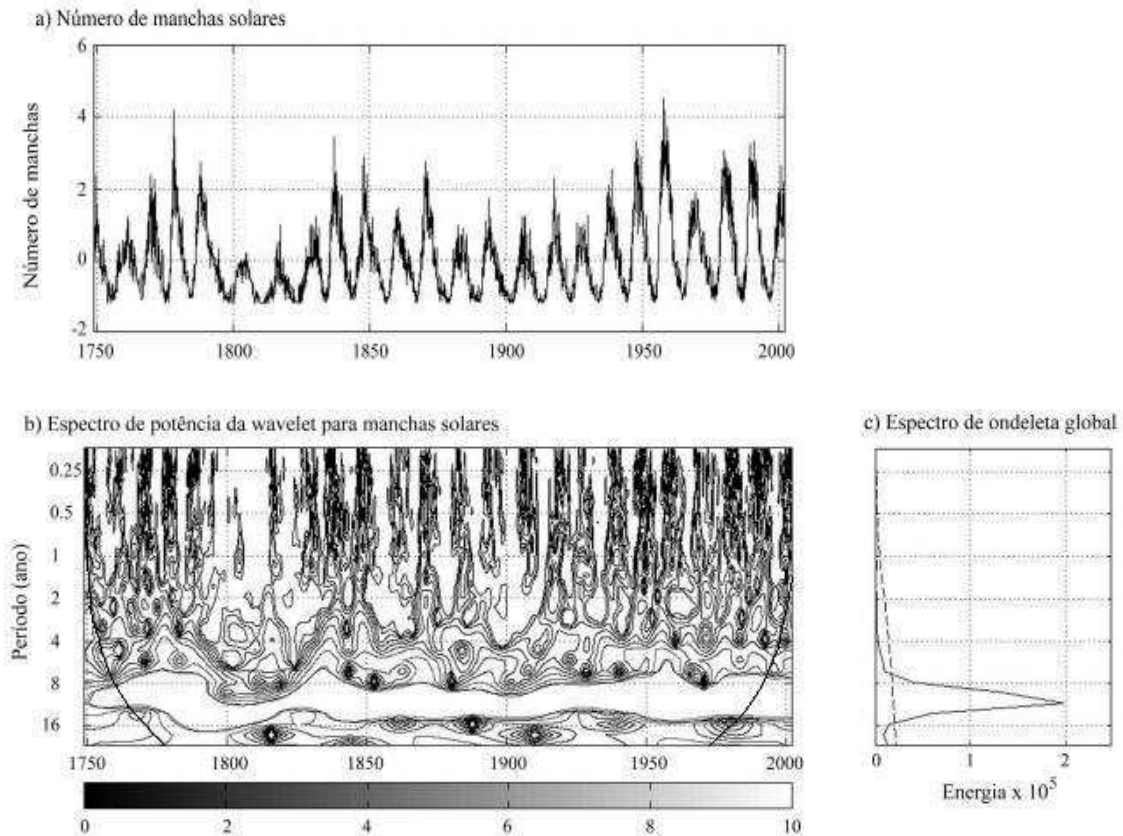 a) Número de manchas solares
Número de manchas
6
4
2
0
-2
1750 1800 1850 1900 1950 2000
b) Espectro de potência da wavelet para manchas solares
Período (ano)
0.25
0.5
1
2
4
8
16
1750 1800 1850 1900 1950 2000
0 2 4 6 8 10
c) Espectro de ondeleta global
0 1 2
Energia x 10⁵